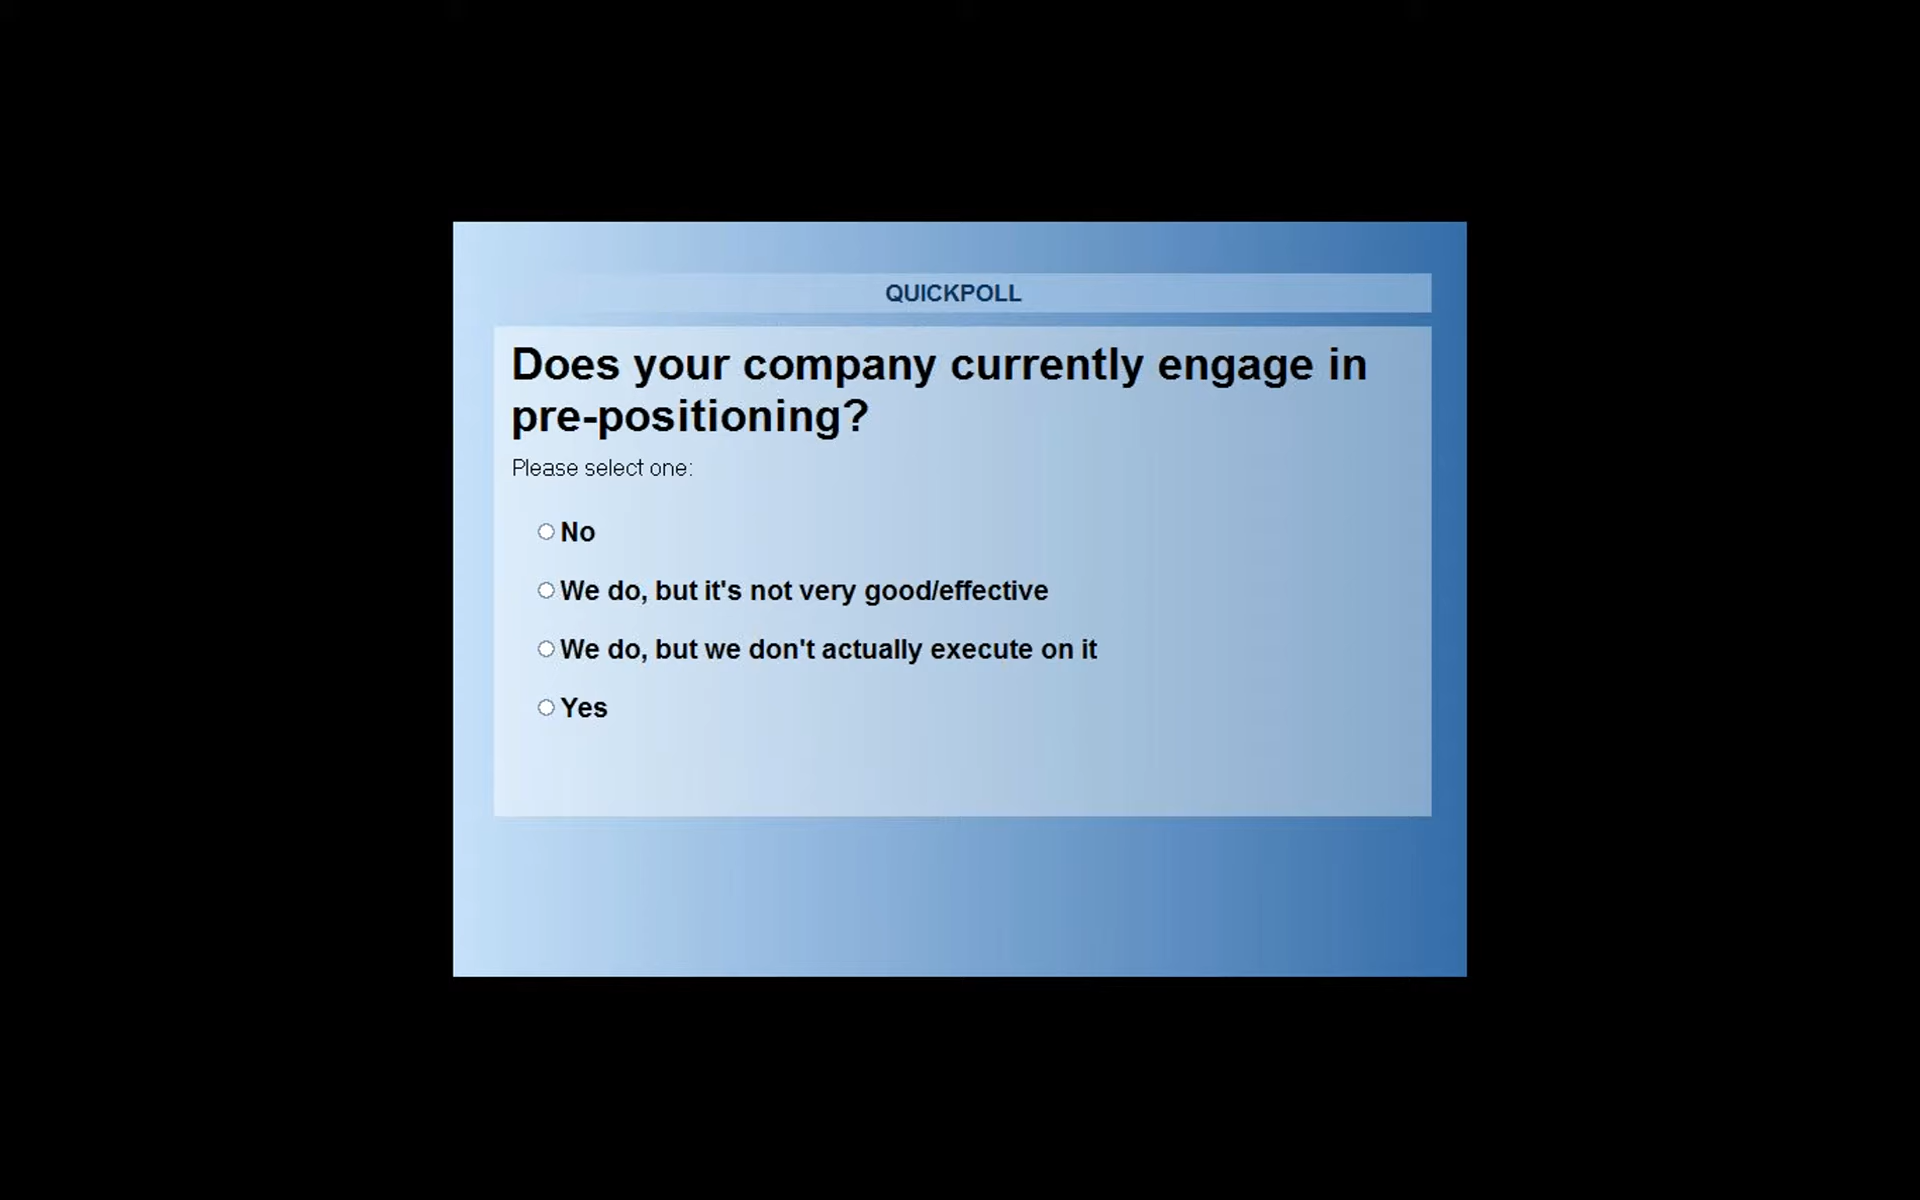 QUICKPOLL
Does your company currently engage in
pre-positioning?
Please select one:
No
We do, but it's not very good/effective
We do, but we don't actually execute on it
Yes